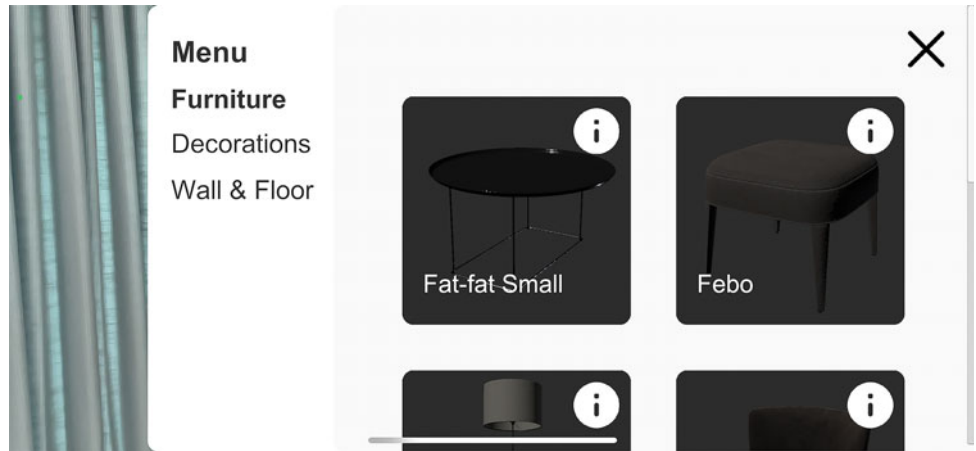 Menu
Furniture
Decorations
Wall & Floor
Fat-fat Small
Febo